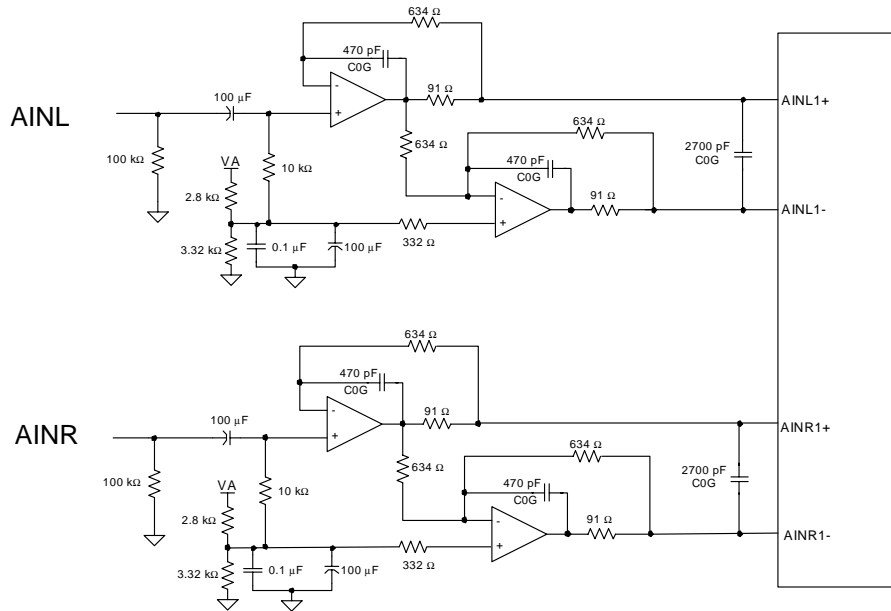 634 Ω
470 pF
C0G
91 Ω
100 µF
AINL
AINL1+
634 Ω
634 Ω
100 kΩ
10 kΩ
VA
470 pF
C0G
2700 pF
C0G
2.8 kΩ
91 Ω
AINL1-
3.32 kΩ
0.1 µF
100 µF
332 Ω
634 Ω
470 pF
C0G
91 Ω
100 µF
AINR
AINR1+
634 Ω
634 Ω
100 kΩ
10 kΩ
VA
470 pF
C0G
2700 pF
C0G
2.8 kΩ
91 Ω
AINR1-
3.32 kΩ
0.1 µF
100 µF
332 Ω